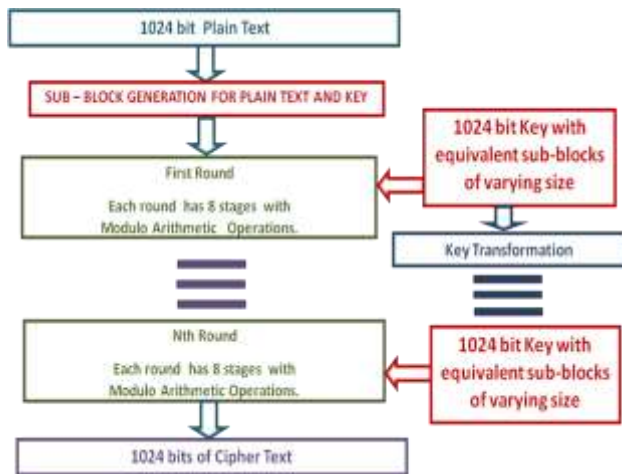 1024 bit Plain Text
SUB – BLOCK GENERATION FOR PLAIN TEXT AND KEY
First Round
Each round has 8 stages with
Modulo Arithmetic Operations.
1024 bit Key with
equivalent sub-blocks
of varying size
Key Transformation
Nth Round
Each round has 8 stages with
Modulo Arithmetic Operations.
1024 bit Key with
equivalent sub-blocks
of varying size
1024 bits of Cipher Text